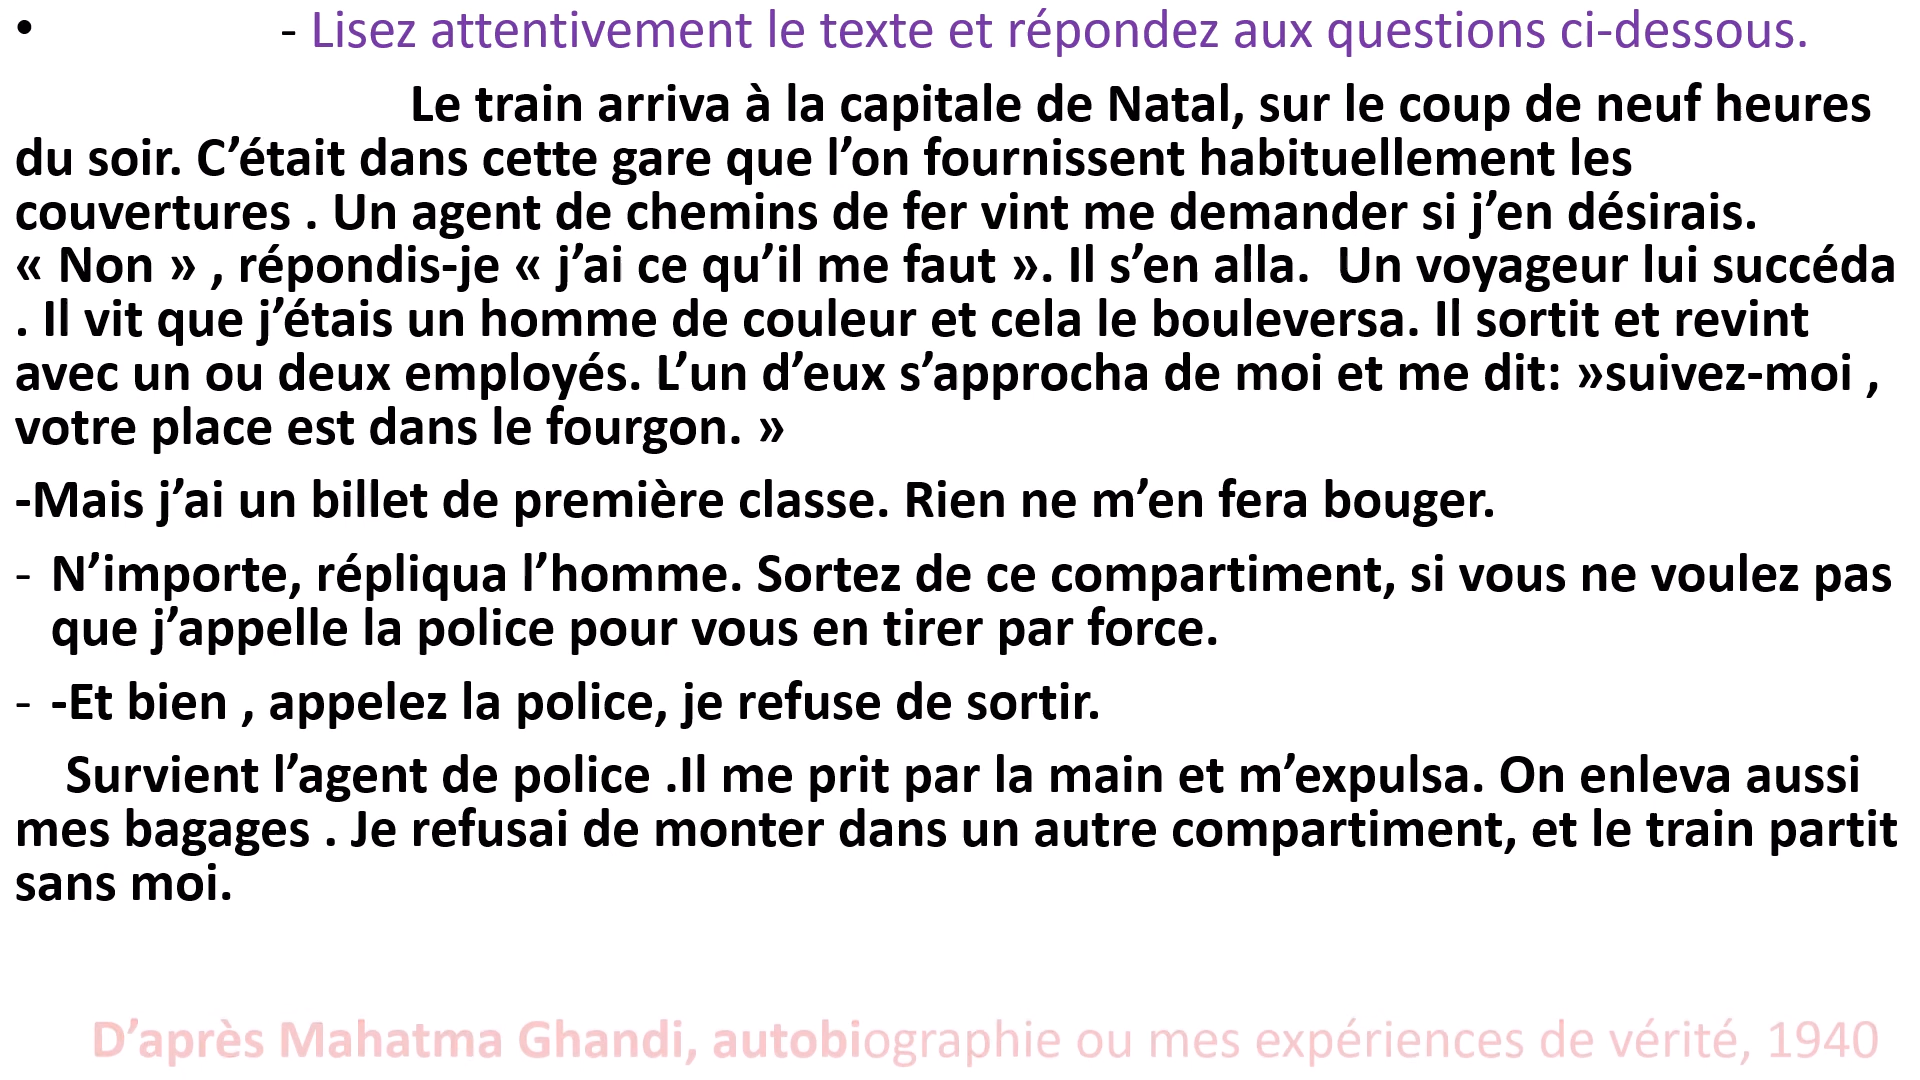 • - Lisez attentivement le texte et répondez aux questions ci-dessous.
Le train arriva à la capitale de Natal, sur le coup de neuf heures
du soir. C’était dans cette gare que l’on fournissent habituellement les
couvertures . Un agent de chemins de fer vint me demander si j’en désirais.
« Non » , répondis-je « j’ai ce qu’il me faut ». Il s’en alla.  Un voyageur lui succéda
. Il vit que j’étais un homme de couleur et cela le bouleversa. Il sortit et revint
avec un ou deux employés. L’un d’eux s’approcha de moi et me dit: »suivez-moi ,
votre place est dans le fourgon. »
-Mais j’ai un billet de première classe. Rien ne m’en fera bouger.
- N’importe, répliqua l’homme. Sortez de ce compartiment, si vous ne voulez pas
que j’appelle la police pour vous en tirer par force.
- -Et bien , appelez la police, je refuse de sortir.
Survient l’agent de police .Il me prit par la main et m’expulsa. On enleva aussi
mes bagages . Je refusai de monter dans un autre compartiment, et le train partit
sans moi.
D’après Mahatma Ghandi, autobiographie ou mes expériences de vérité, 1940